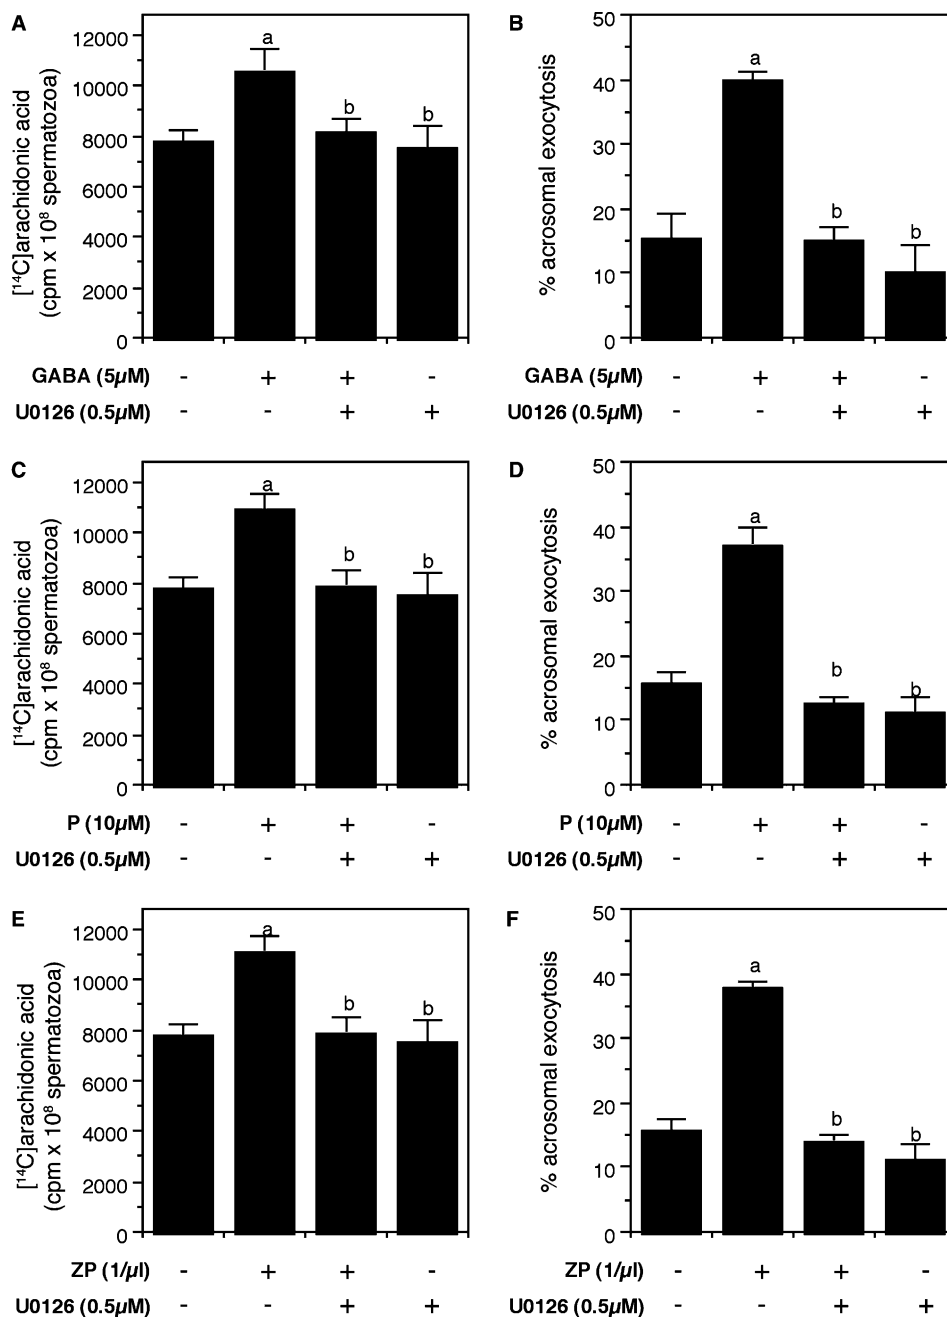 A
[¹⁴C]arachidonic acid
(cpm x 10⁸ spermatozoa)
12000
10000
8000
6000
4000
2000
0
a
b
b
GABA (5µM) - + + -
U0126 (0.5µM) - - + +
B
% acrosomal exocytosis
50
40
30
20
10
0
a
b
b
GABA (5µM) - + + -
U0126 (0.5µM) - - + +
C
[¹⁴C]arachidonic acid
(cpm x 10⁸ spermatozoa)
12000
10000
8000
6000
4000
2000
0
a
b
b
P (10µM) - + + -
U0126 (0.5µM) - - + +
D
% acrosomal exocytosis
50
40
30
20
10
0
a
b
b
P (10µM) - + + -
U0126 (0.5µM) - - + +
E
[¹⁴C]arachidonic acid
(cpm x 10⁸ spermatozoa)
12000
10000
8000
6000
4000
2000
0
a
b
b
ZP (1/µl) - + + -
U0126 (0.5µM) - - + +
F
% acrosomal exocytosis
50
40
30
20
10
0
a
b
b
ZP (1/µl) - + + -
U0126 (0.5µM) - - + +